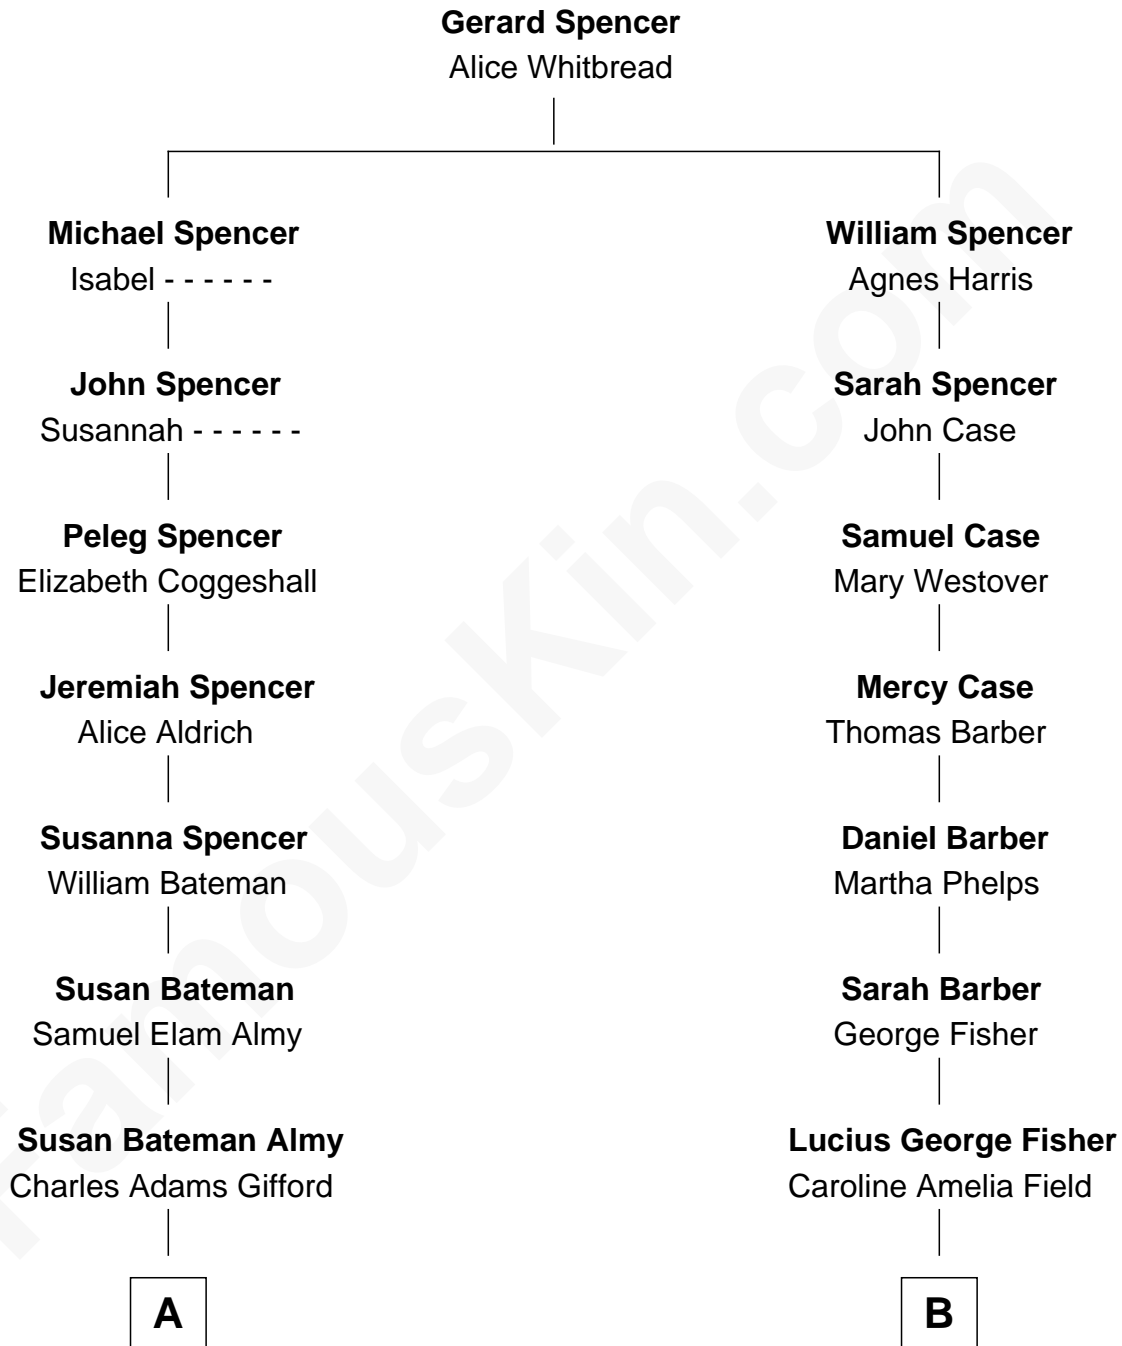 Gerard Spencer
Alice Whitbread
Michael Spencer
Isabel - - - - - -
William Spencer
Agnes Harris
John Spencer
Susannah - - - - - -
Sarah Spencer
John Case
Peleg Spencer
Elizabeth Coggeshall
Samuel Case
Mary Westover
Jeremiah Spencer
Alice Aldrich
Mercy Case
Thomas Barber
Susanna Spencer
William Bateman
Daniel Barber
Martha Phelps
Susan Bateman
Samuel Elam Almy
Sarah Barber
George Fisher
Susan Bateman Almy
Charles Adams Gifford
Lucius George Fisher
Caroline Amelia Field
A
B
FamousKin.com